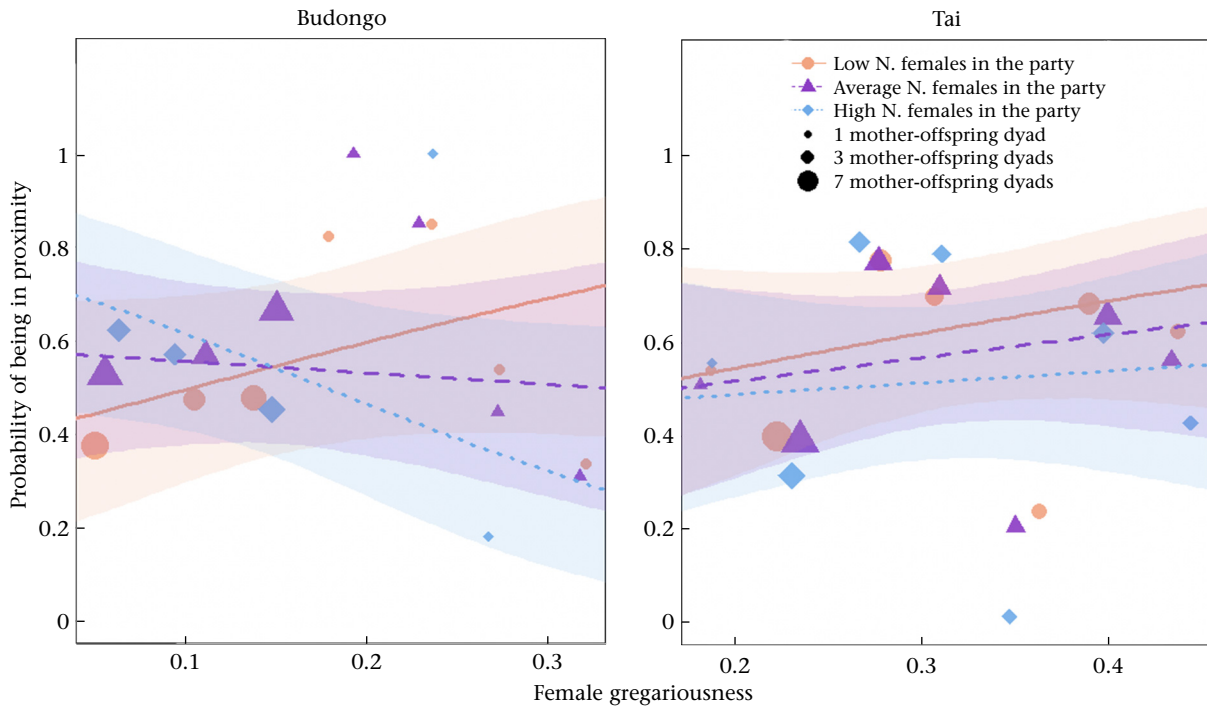 Budongo
Tai
Low N. females in the party
Average N. females in the party
High N. females in the party
1 mother-offspring dyad
3 mother-offspring dyads
7 mother-offspring dyads
Probability of being in proximity
1
0.8
0.6
0.4
0.2
0
1
0.8
0.6
0.4
0.2
0
0.1
0.2
0.3
0.2
0.3
0.4
Female gregariousness